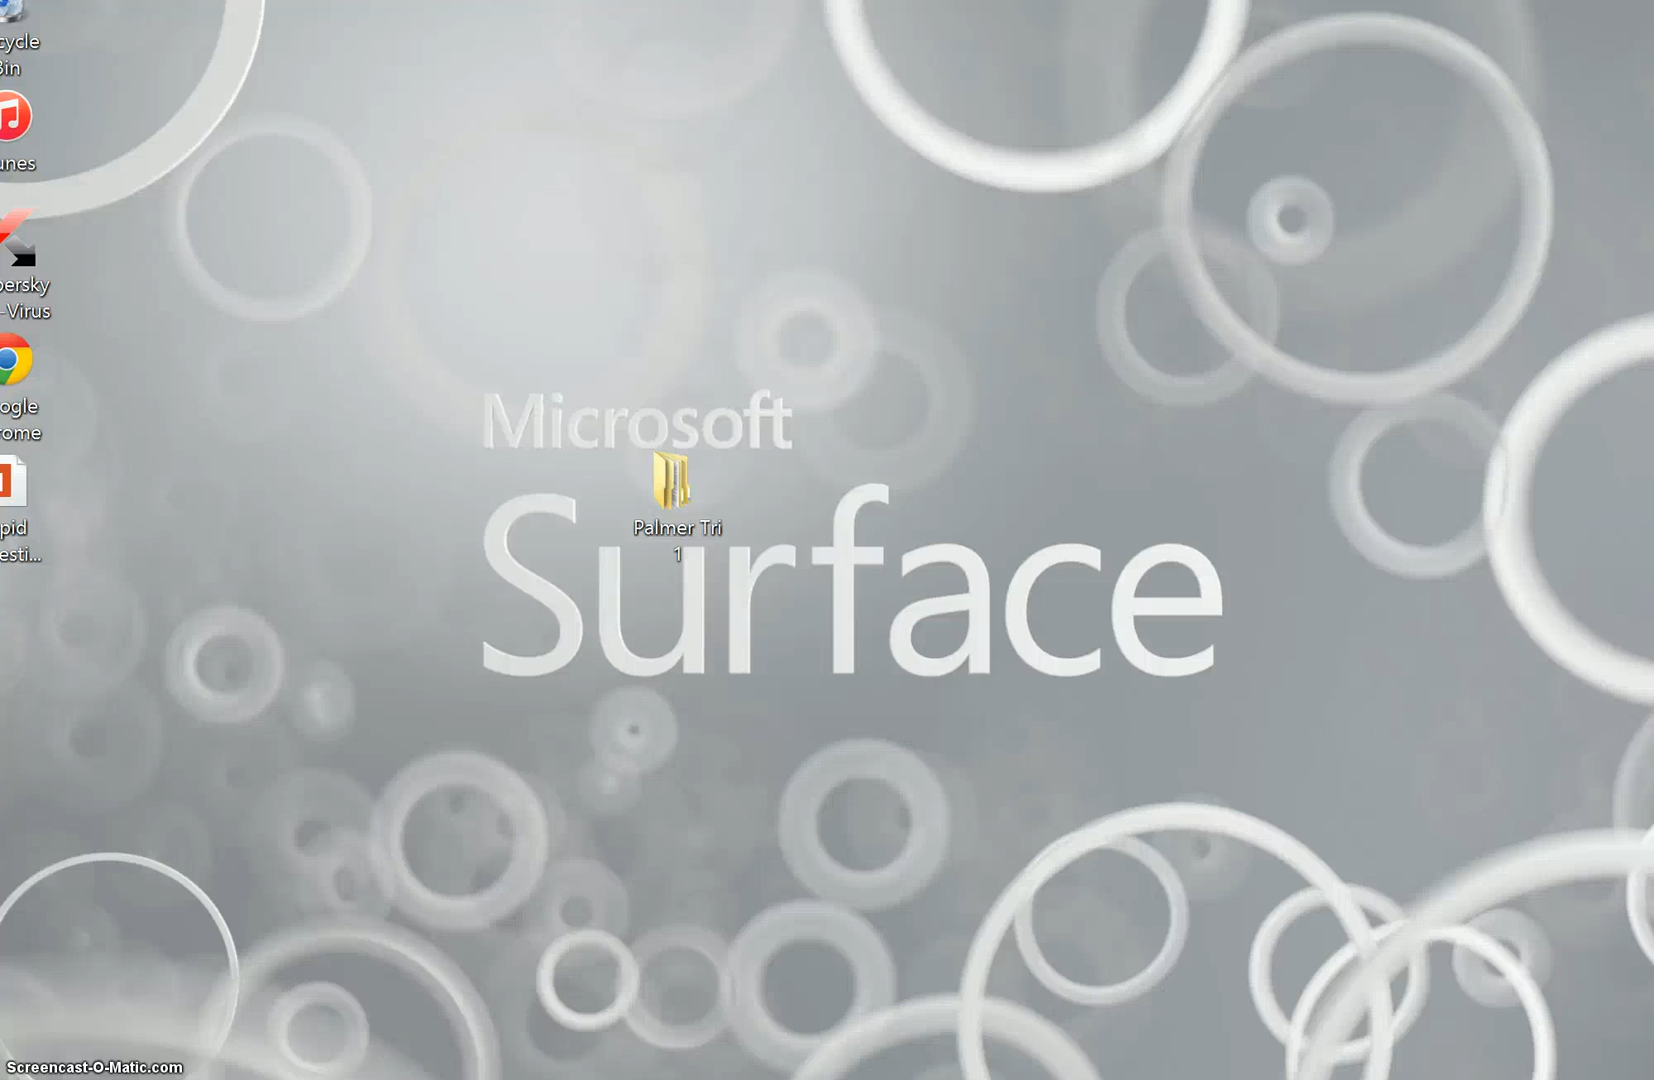 cycle
Bin
unes
persky
-Virus
ogle
rome
pid
esti...
Microsoft
Palmer Tri
1
Surface
Screencast-O-Matic.com